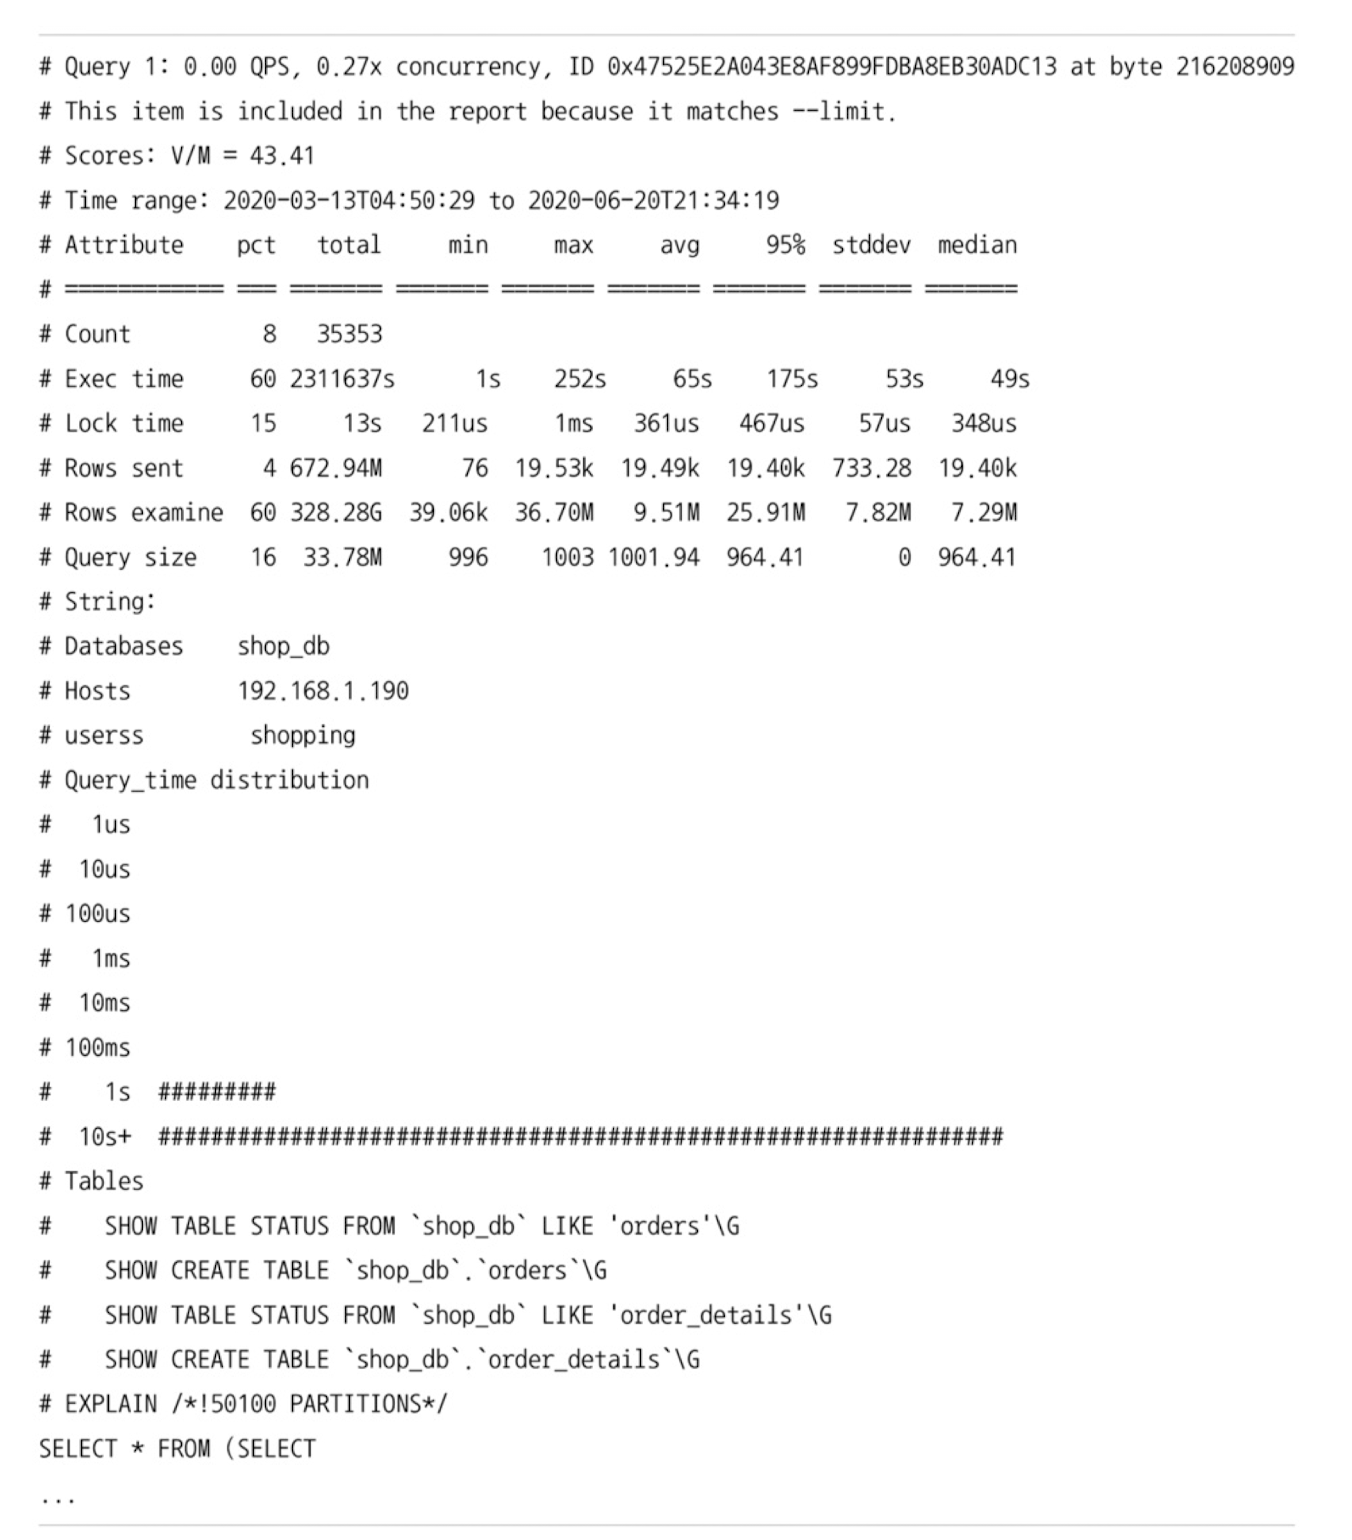 # Query 1: 0.00 QPS, 0.27x concurrency, ID 0x47525E2A043E8AF899FDBA8EB30ADC13 at byte 216208909
# This item is included in the report because it matches --limit.
# Scores: V/M = 43.41
# Time range: 2020-03-13T04:50:29 to 2020-06-20T21:34:19
# Attribute    pct   total     min     max     avg     95%  stddev  median
# ============ === ======= ======= ======= ======= ======= ======= =======
# Count          8   35353
# Exec time     60 2311637s      1s    252s     65s    175s     53s     49s
# Lock time     15     13s   211us     1ms   361us   467us    57us   348us
# Rows sent      4 672.94M      76  19.53k  19.49k  19.40k  733.28  19.40k
# Rows examine  60 328.28G  39.06k  36.70M   9.51M  25.91M   7.82M   7.29M
# Query size    16  33.78M     996    1003 1001.94  964.41       0  964.41
# String:
# Databases    shop_db
# Hosts        192.168.1.190
# userss        shopping
# Query_time distribution
#   1us
#  10us
# 100us
#   1ms
#  10ms
# 100ms
#    1s  #########
#  10s+  ################################################################
# Tables
#    SHOW TABLE STATUS FROM `shop_db` LIKE 'orders'\G
#    SHOW CREATE TABLE `shop_db`.`orders`\G
#    SHOW TABLE STATUS FROM `shop_db` LIKE 'order_details'\G
#    SHOW CREATE TABLE `shop_db`.`order_details`\G
# EXPLAIN /*!50100 PARTITIONS*/
SELECT * FROM (SELECT
...